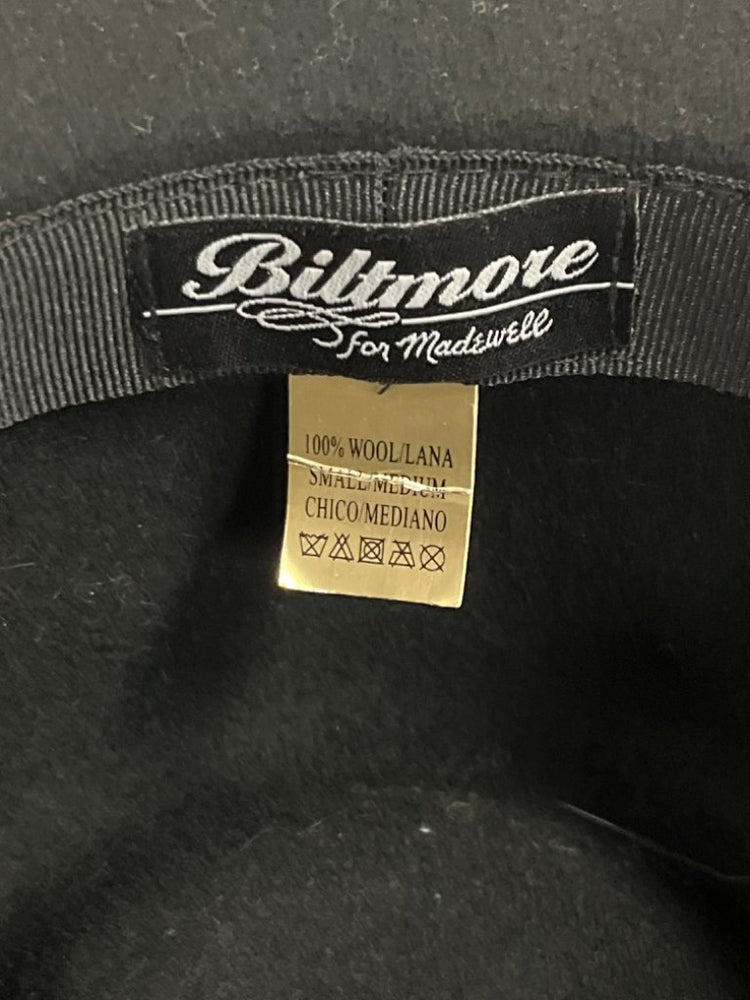 Biltmore
for Madewell
100% WOOL/LANA
SMALL/MEDIUM
CHICO/MEDIANO